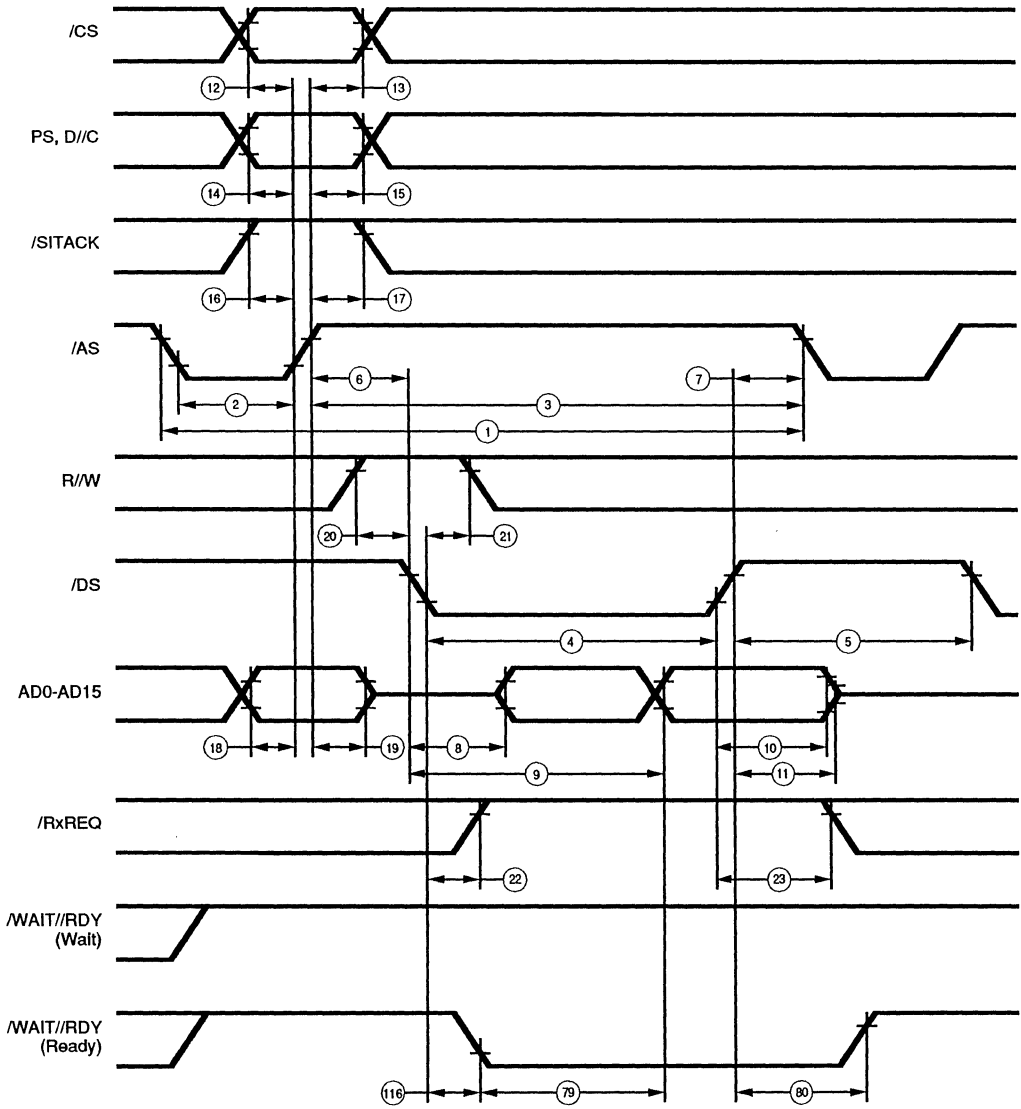 /CS
12
13
PS, D//C
14
15
/SITACK
16
17
/AS
6
7
2
3
1
R//W
20
21
/DS
4
5
AD0-AD15
18
19
8
10
9
11
/RxREQ
22
23
/WAIT//RDY
(Wait)
/WAIT//RDY
(Ready)
116
79
80